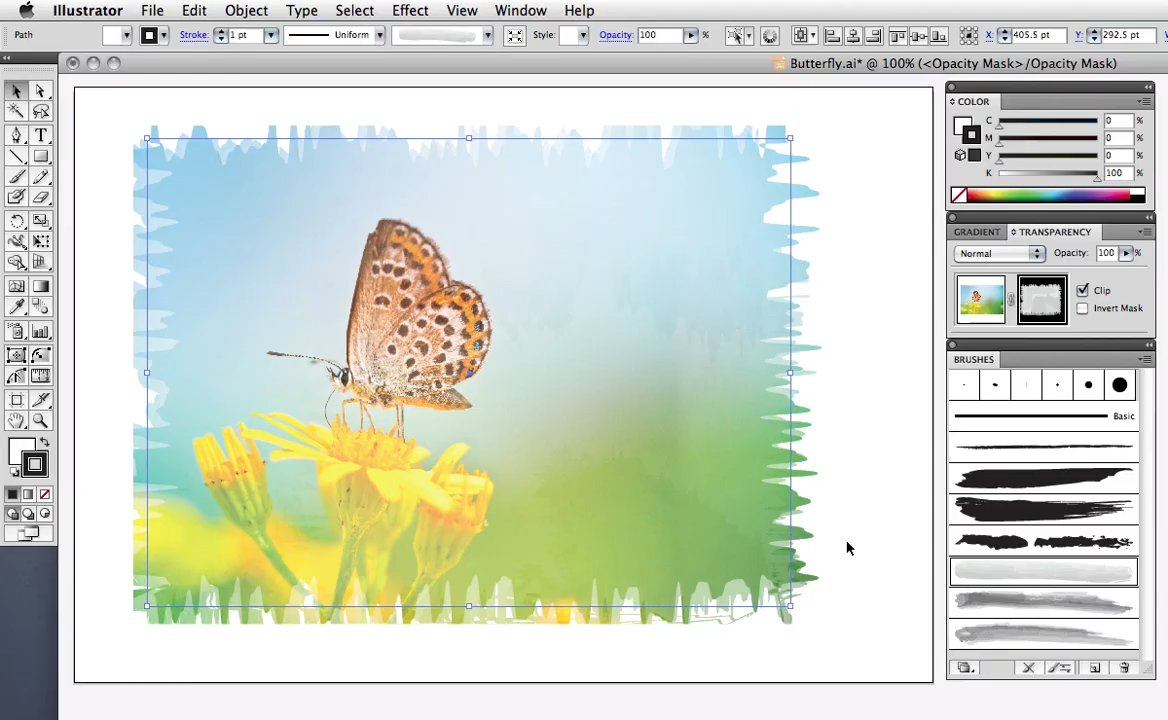 Illustrator File Edit Object Type Select Effect View Window Help
Path Stroke: 1 pt Uniform Style: Opacity: 100 % X: 405.5 pt Y: 292.5 pt
Butterfly.ai* @ 100% (<Opacity Mask>/Opacity Mask)
COLOR
C 0 %
M 0 %
Y 0 %
K 100 %
GRADIENT TRANSPARENCY
Normal Opacity: 100 %
Clip
Invert Mask
BRUSHES
Basic